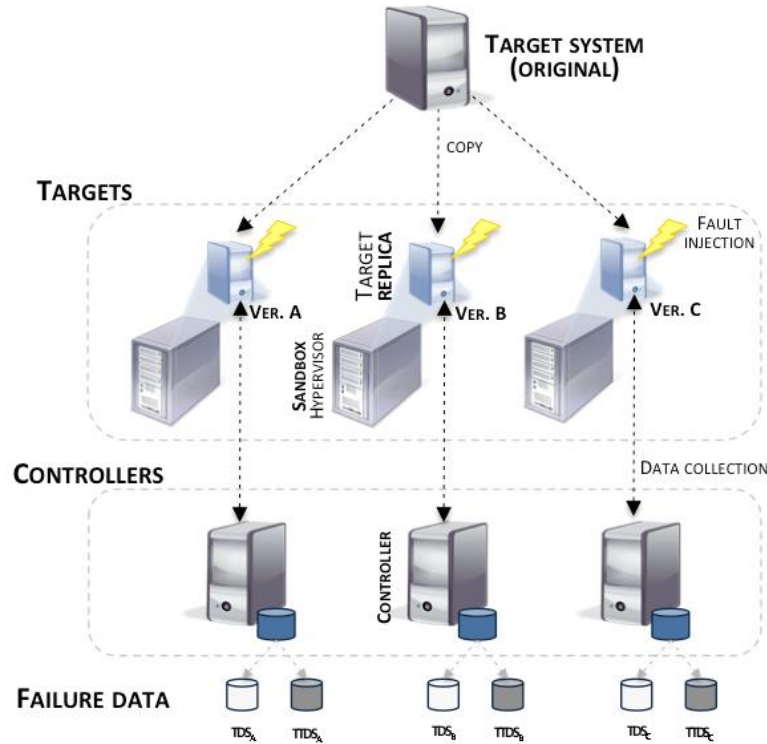 TARGET SYSTEM
(ORIGINAL)
COPY
TARGETS
FAULT
INJECTION
TARGET
REPLICA
VER. A
VER. B
VER. C
SANDBOX
HYPERVISOR
CONTROLLERS
DATA COLLECTION
CONTROLLER
FAILURE DATA
TDS_A
TTDS_A
TDS_B
TTDS_B
TDS_C
TTDS_C